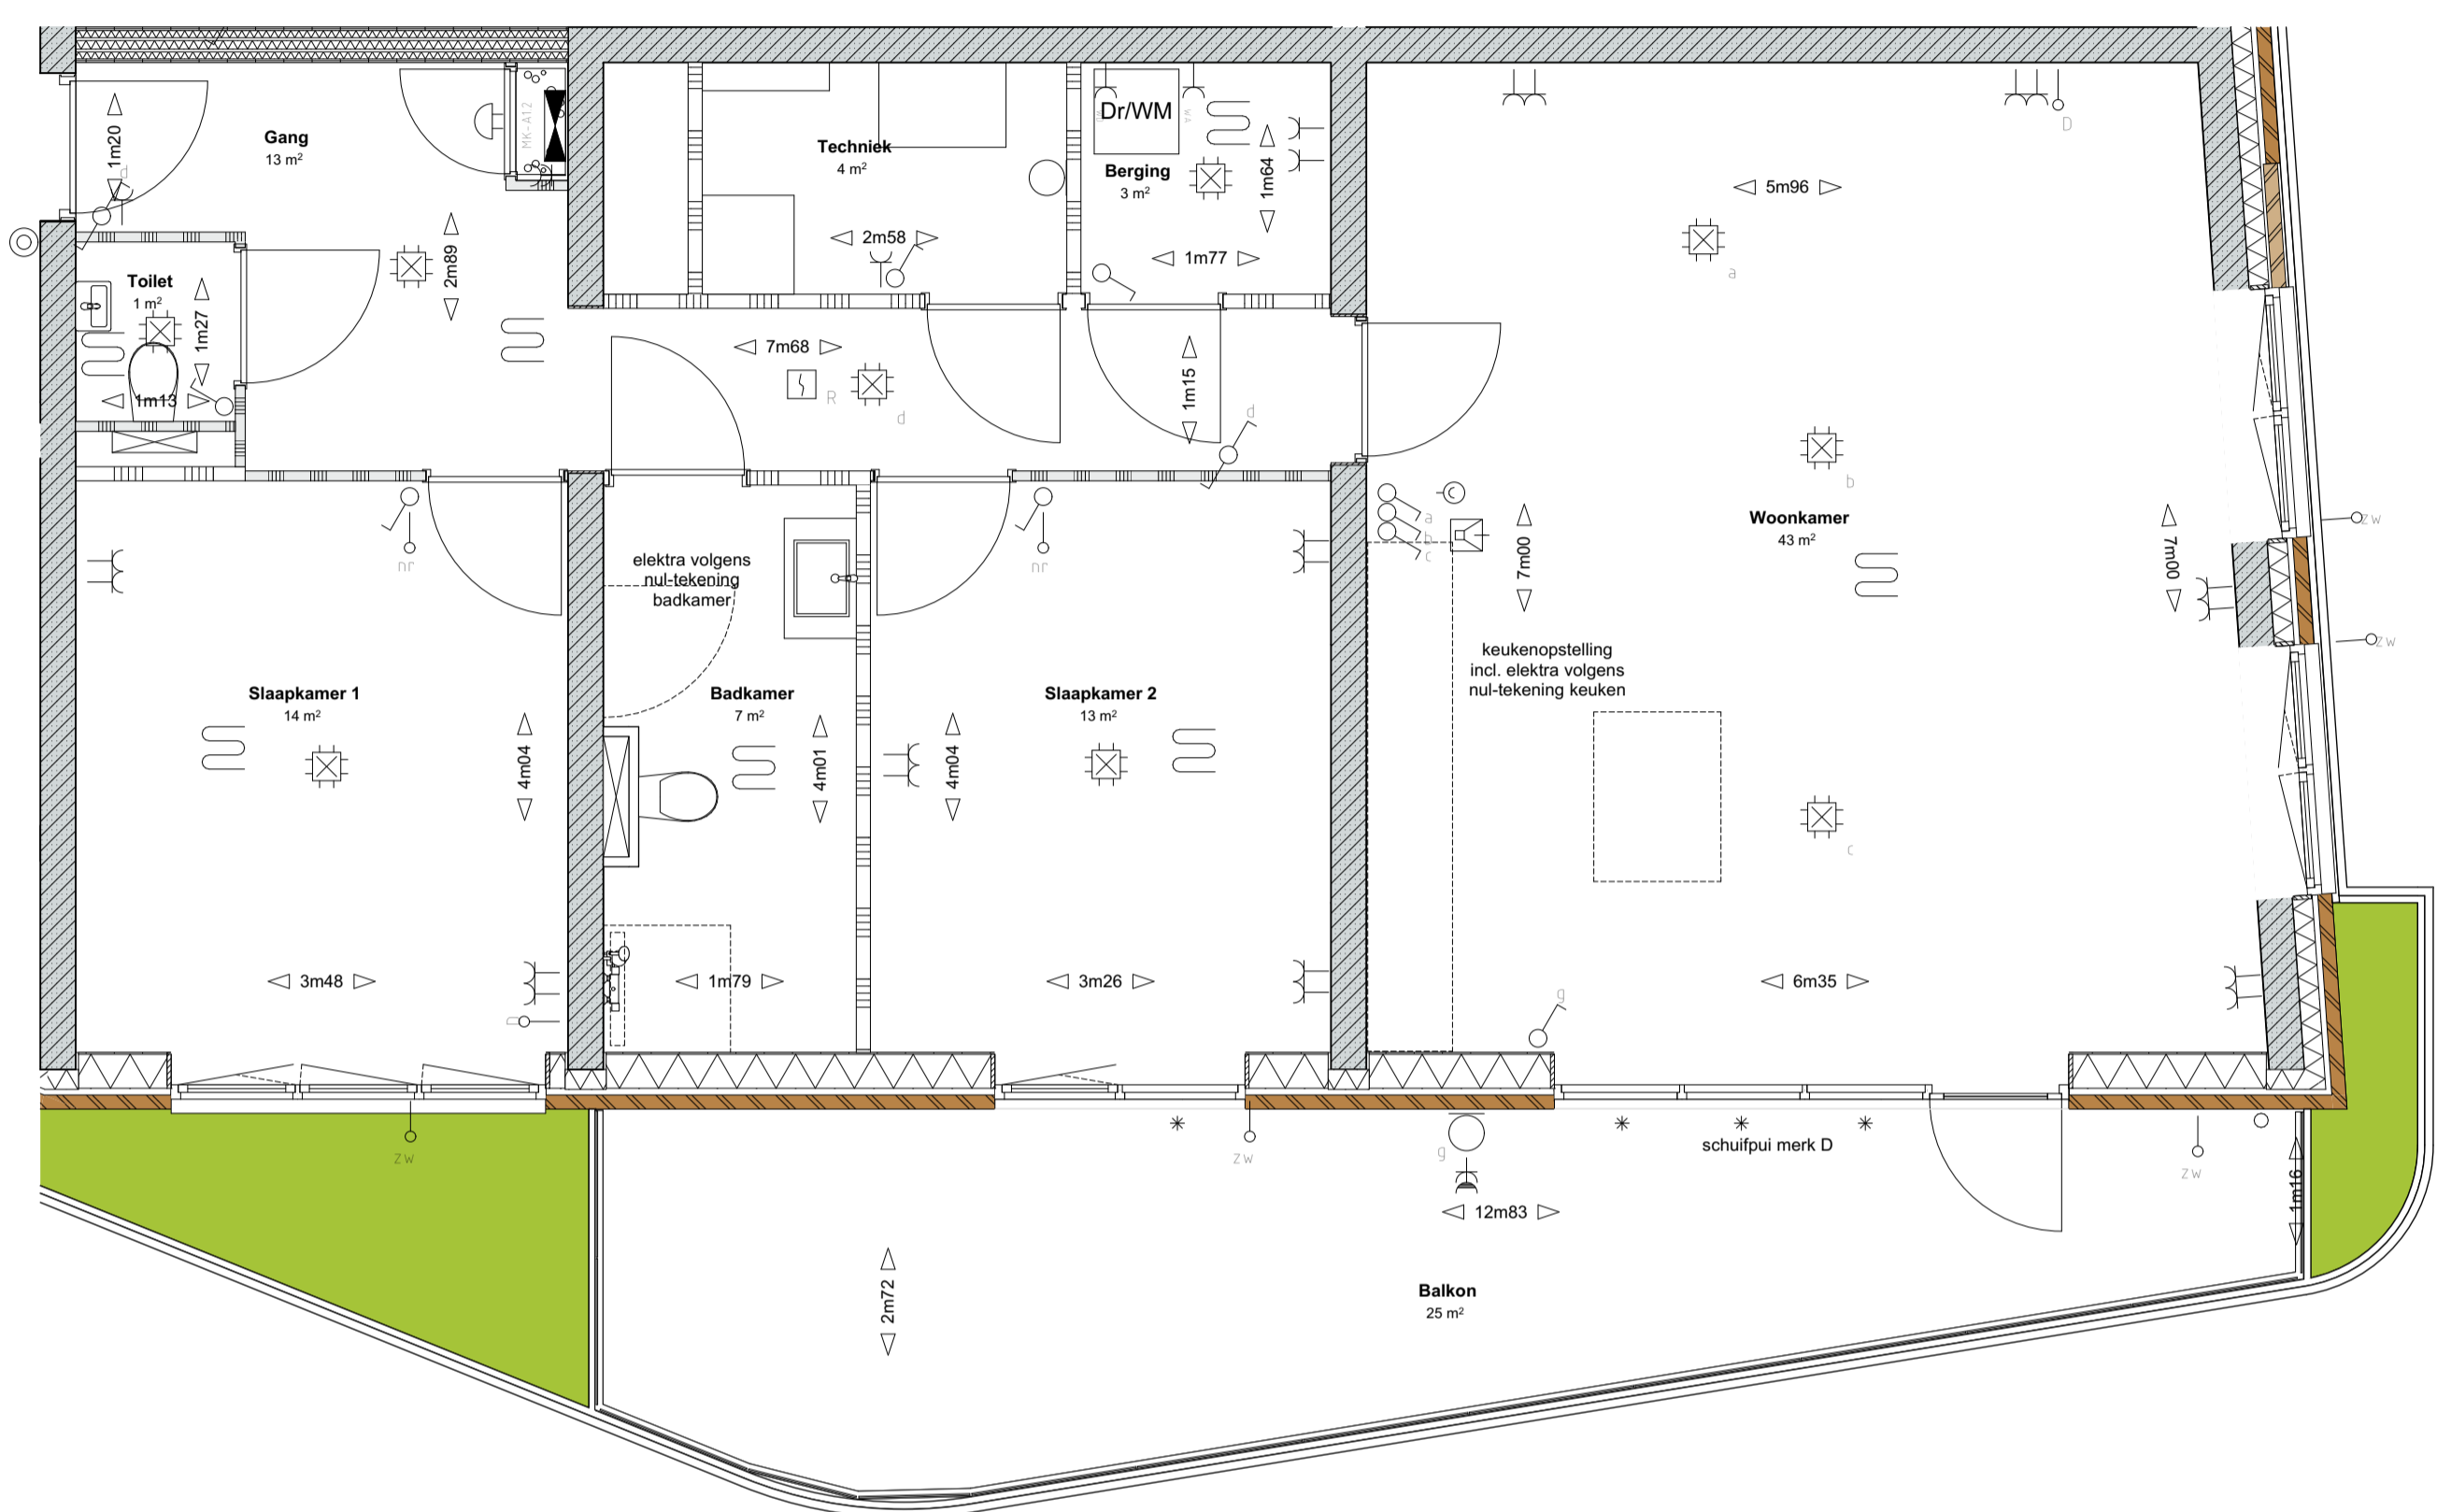 Gang
13 m²
1m20
d
MK-A12
2m89
Toilet
1 m²
1m27
1m13
Techniek
4 m²
2m58
Dr/WM
Berging
3 m²
1m64
1m77
7m68
R
d
1m15
d
5m96
D
a
b
Woonkamer
43 m²
7m00
7m00
a
b
c
zw
zw
keukenopstelling
incl. elektra volgens
nul-tekening keuken
c
6m35
g
nr
Slaapkamer 1
14 m²
4m04
3m48
elektra volgens
nul-tekening
badkamer
Badkamer
7 m²
4m01
1m79
nr
Slaapkamer 2
13 m²
4m04
3m26
zw
zw
g
schuifpui merk D
zw
1m16
12m83
2m72
Balkon
25 m²